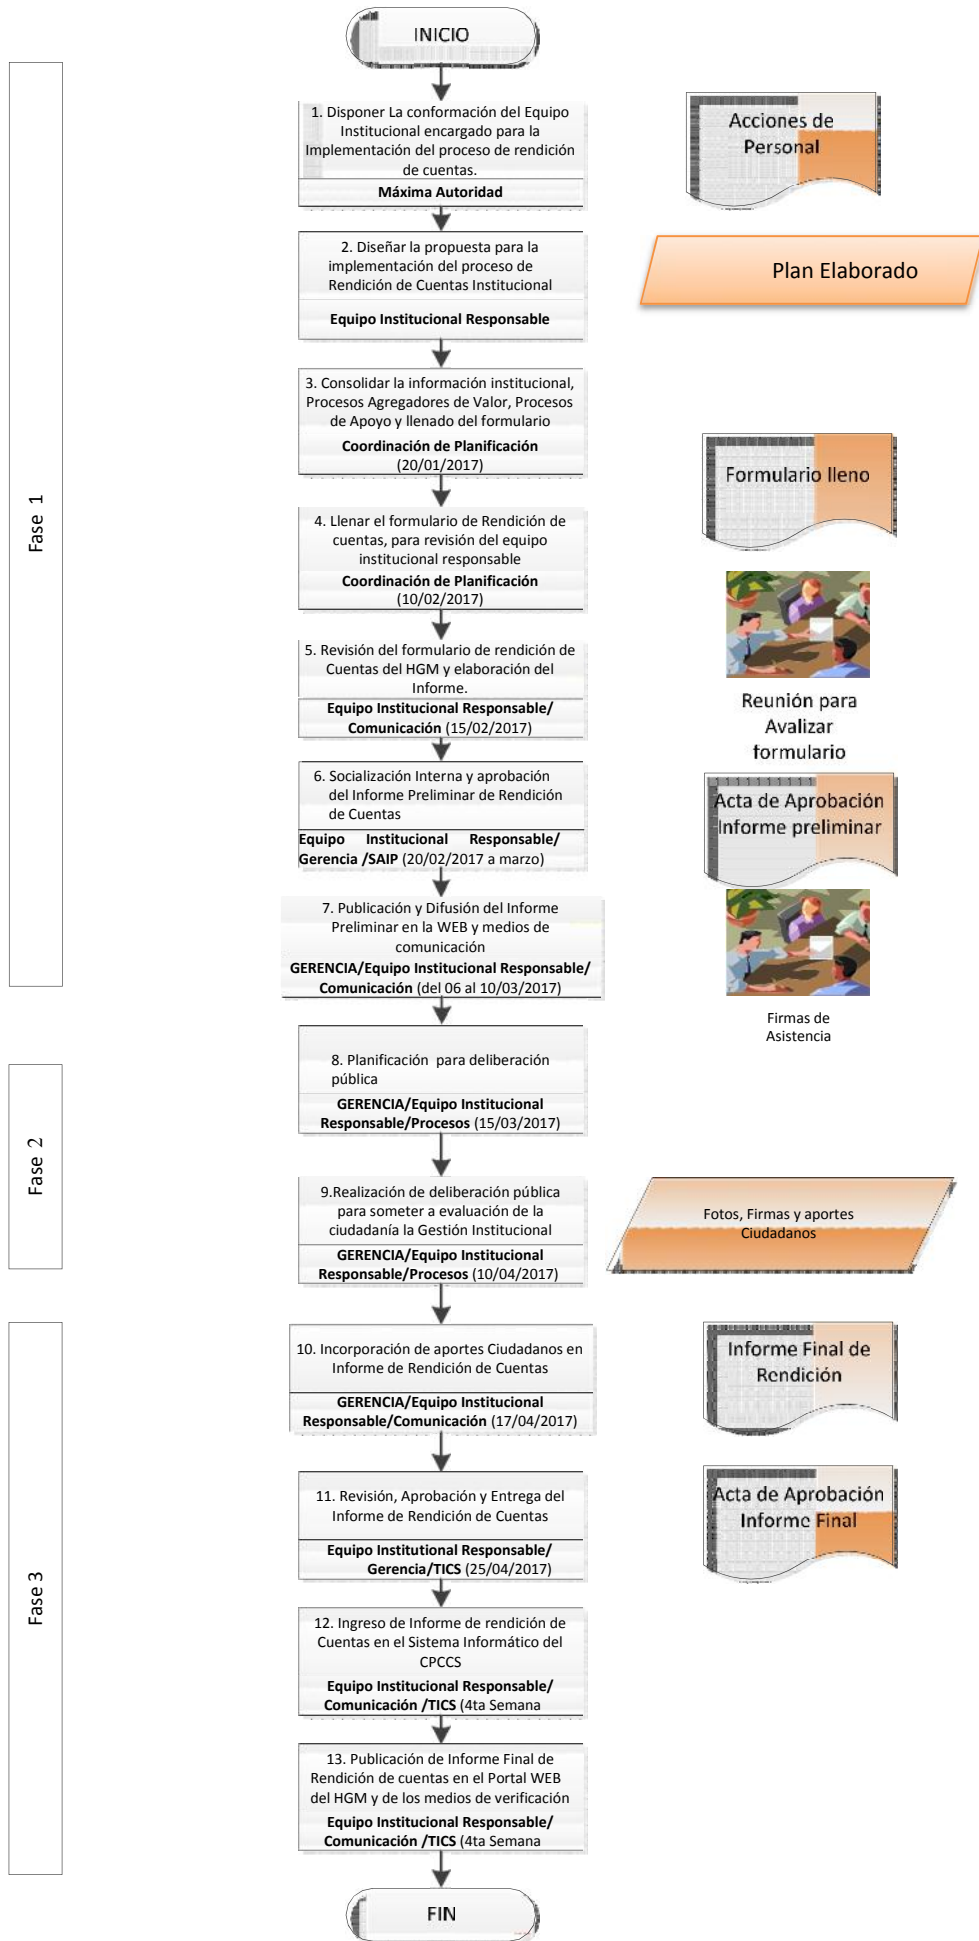 INICIO
Fase 1
1. Disponer La conformación del Equipo
Institucional encargado para la
Implementación del proceso de rendición
de cuentas.
Máxima Autoridad
Acciones de
Personal
2. Diseñar la propuesta para la
implementación del proceso de
Rendición de Cuentas Institucional
Equipo Institucional Responsable
Plan Elaborado
3. Consolidar la información institucional,
Procesos Agregadores de Valor, Procesos
de Apoyo y llenado del formulario
Coordinación de Planificación
(20/01/2017)
Formulario lleno
4. Llenar el formulario de Rendición de
cuentas, para revisión del equipo
institucional responsable
Coordinación de Planificación
(10/02/2017)
5. Revisión del formulario de rendición de
Cuentas del HGM y elaboración del
Informe.
Equipo Institucional Responsable/
Comunicación (15/02/2017)
Reunión para
Avalizar
formulario
6. Socialización Interna y aprobación
del Informe Preliminar de Rendición
de Cuentas
Equipo Institucional Responsable/
Gerencia /SAIP (20/02/2017 a marzo)
Acta de Aprobación
Informe preliminar
7. Publicación y Difusión del Informe
Preliminar en la WEB y medios de
comunicación
GERENCIA/Equipo Institucional Responsable/
Comunicación (del 06 al 10/03/2017)
Firmas de
Asistencia
Fase 2
8. Planificación para deliberación
pública
GERENCIA/Equipo Institucional
Responsable/Procesos (15/03/2017)
9.Realización de deliberación pública
para someter a evaluación de la
ciudadanía la Gestión Institucional
GERENCIA/Equipo Institucional
Responsable/Procesos (10/04/2017)
Fotos, Firmas y aportes
Ciudadanos
Fase 3
10. Incorporación de aportes Ciudadanos en
Informe de Rendición de Cuentas
GERENCIA/Equipo Institucional
Responsable/Comunicación (17/04/2017)
Informe Final de
Rendición
11. Revisión, Aprobación y Entrega del
Informe de Rendición de Cuentas
Equipo Institutional Responsable/
Gerencia/TICS (25/04/2017)
Acta de Aprobación
Informe Final
12. Ingreso de Informe de rendición de
Cuentas en el Sistema Informático del
CPCCS
Equipo Institucional Responsable/
Comunicación /TICS (4ta Semana
13. Publicación de Informe Final de
Rendición de cuentas en el Portal WEB
del HGM y de los medios de verificación
Equipo Institucional Responsable/
Comunicación /TICS (4ta Semana
FIN